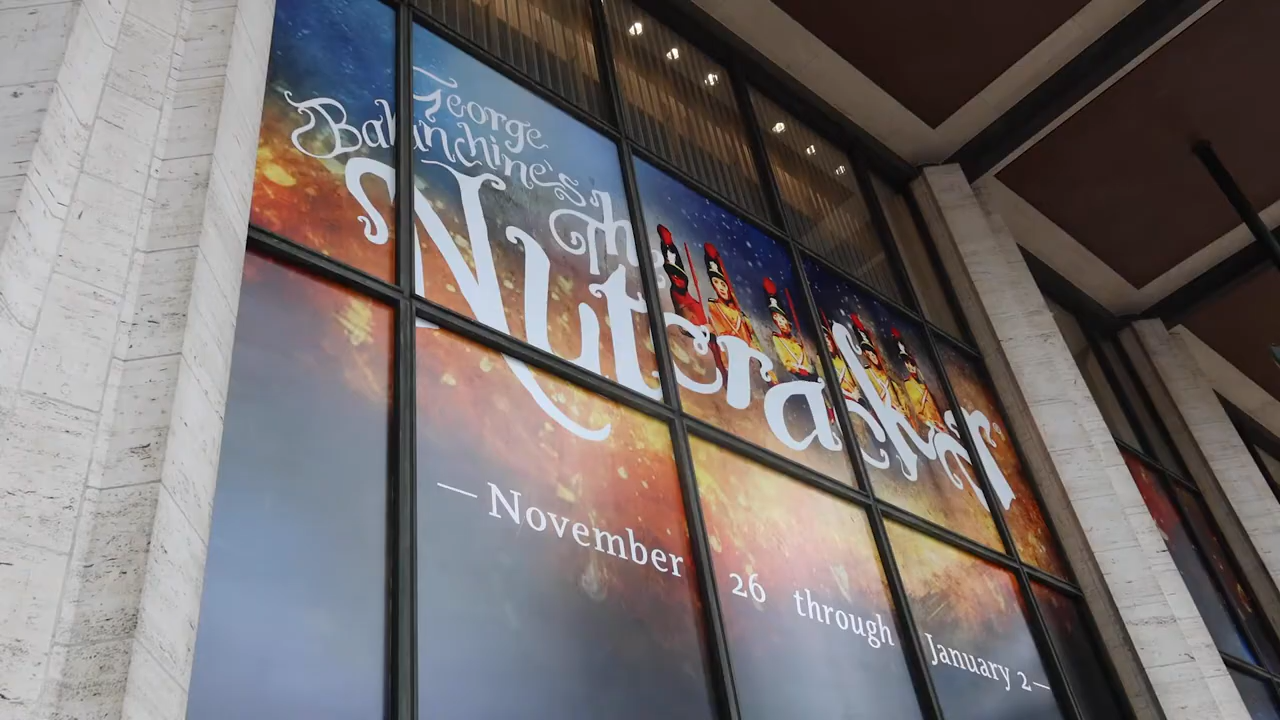 George
Balanchine's
The
Nutcracker®
— November 26 through January 2 —